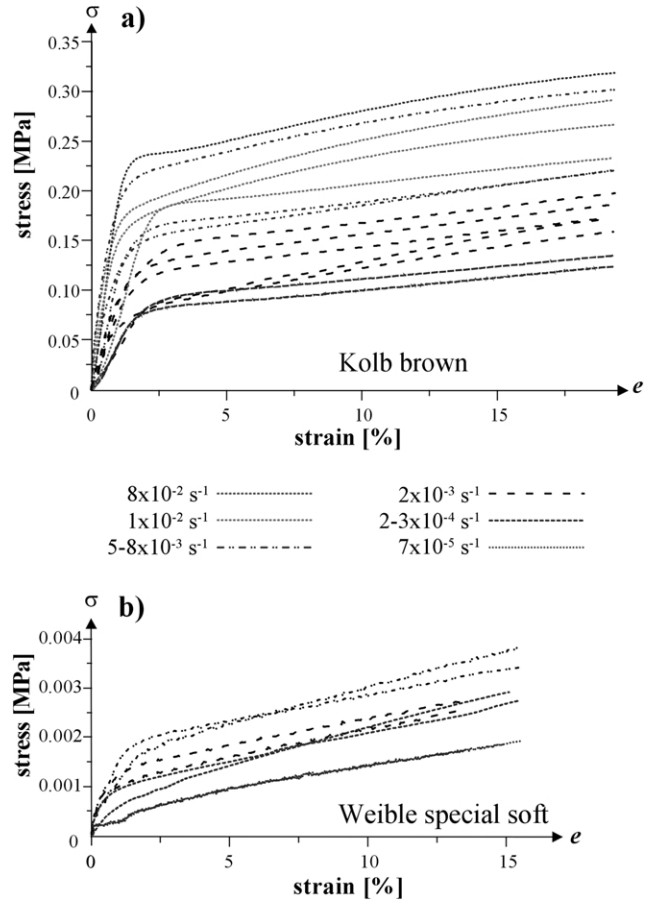 σ
a)
0.35
0.30
0.25
0.20
0.15
0.10
0.05
0
stress [MPa]
Kolb brown
0 5 10 15
e
strain [%]
8x10⁻² s⁻¹
2x10⁻³ s⁻¹
1x10⁻² s⁻¹
2-3x10⁻⁴ s⁻¹
5-8x10⁻³ s⁻¹
7x10⁻⁵ s⁻¹
σ
b)
0.004
0.003
0.002
0.001
0
stress [MPa]
Weible special soft
0 5 10 15
e
strain [%]